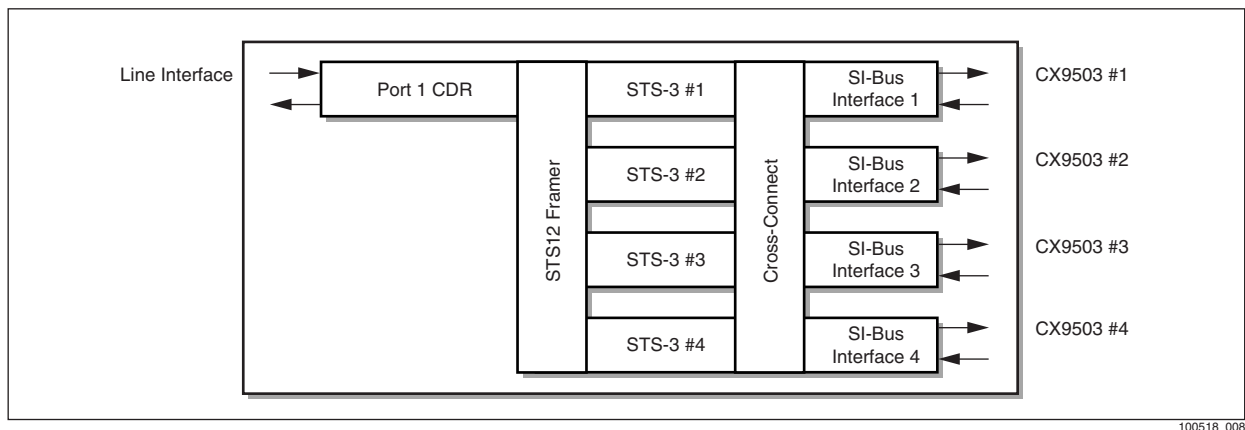 Line Interface
Port 1 CDR
STS12 Framer
STS-3 #1
STS-3 #2
STS-3 #3
STS-3 #4
Cross-Connect
SI-Bus
Interface 1
SI-Bus
Interface 2
SI-Bus
Interface 3
SI-Bus
Interface 4
CX9503 #1
CX9503 #2
CX9503 #3
CX9503 #4
100518_008